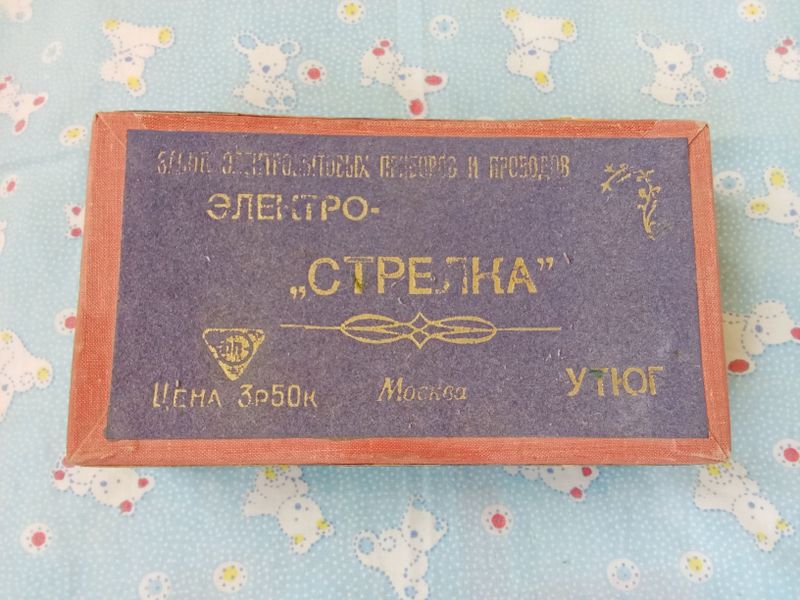 ЗАВОД ЭЛЕКТРОБЫТОВЫХ ПРИБОРОВ И ПРОВОДОВ
ЭЛЕКТРО-
„СТРЕЛКА”
ЦЕНА 3р50к Москва УТЮГ